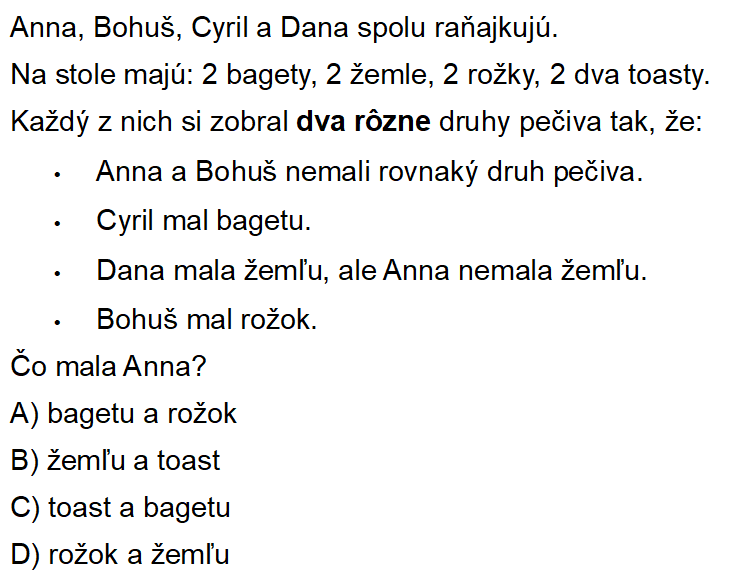 Anna, Bohuš, Cyril a Dana spolu raňajkujú.
Na stole majú: 2 bagety, 2 žemle, 2 rožky, 2 dva toasty.
Každý z nich si zobral dva rôzne druhy pečiva tak, že:
• Anna a Bohuš nemali rovnaký druh pečiva.
• Cyril mal bagetu.
• Dana mala žemľu, ale Anna nemala žemľu.
• Bohuš mal rožok.
Čo mala Anna?
A) bagetu a rožok
B) žemľu a toast
C) toast a bagetu
D) rožok a žemľu